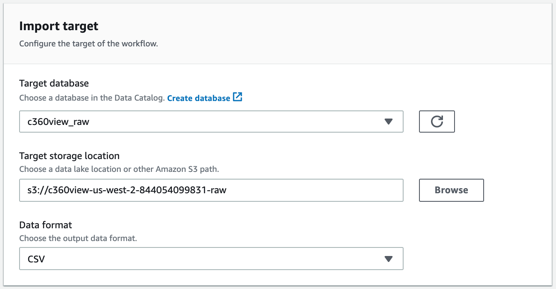 Import target
Configure the target of the workflow.
Target database
Choose a database in the Data Catalog. Create database
c360view_raw
Target storage location
Choose a data lake location or other Amazon S3 path.
s3://c360view-us-west-2-844054099831-raw
Browse
Data format
Choose the output data format.
CSV